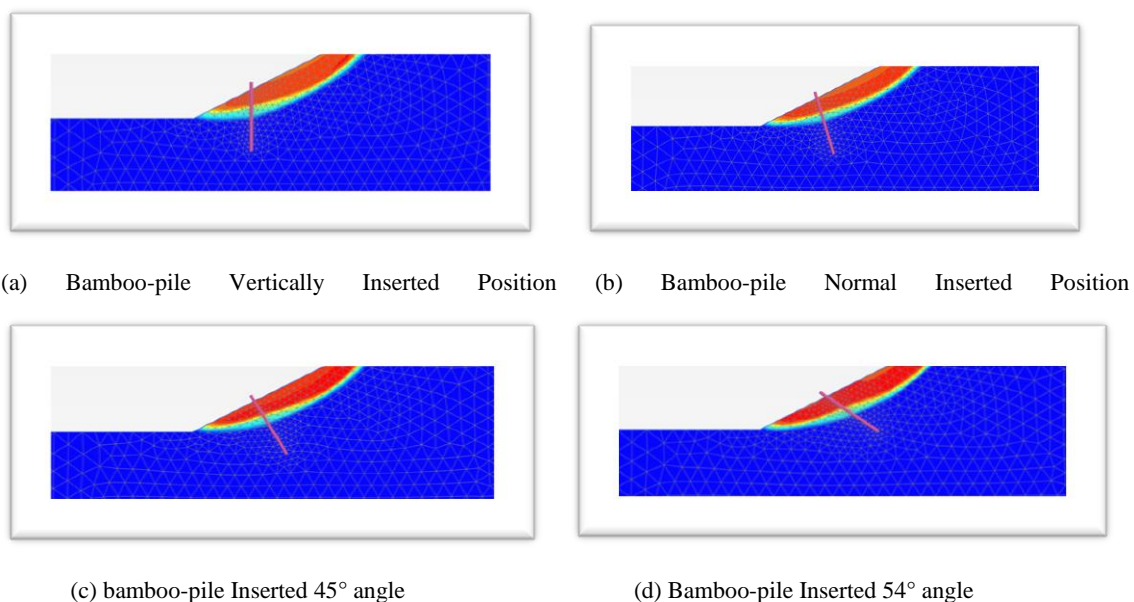 (a) Bamboo-pile Vertically Inserted Position (b) Bamboo-pile Normal Inserted Position
(c) bamboo-pile Inserted 45° angle (d) Bamboo-pile Inserted 54° angle